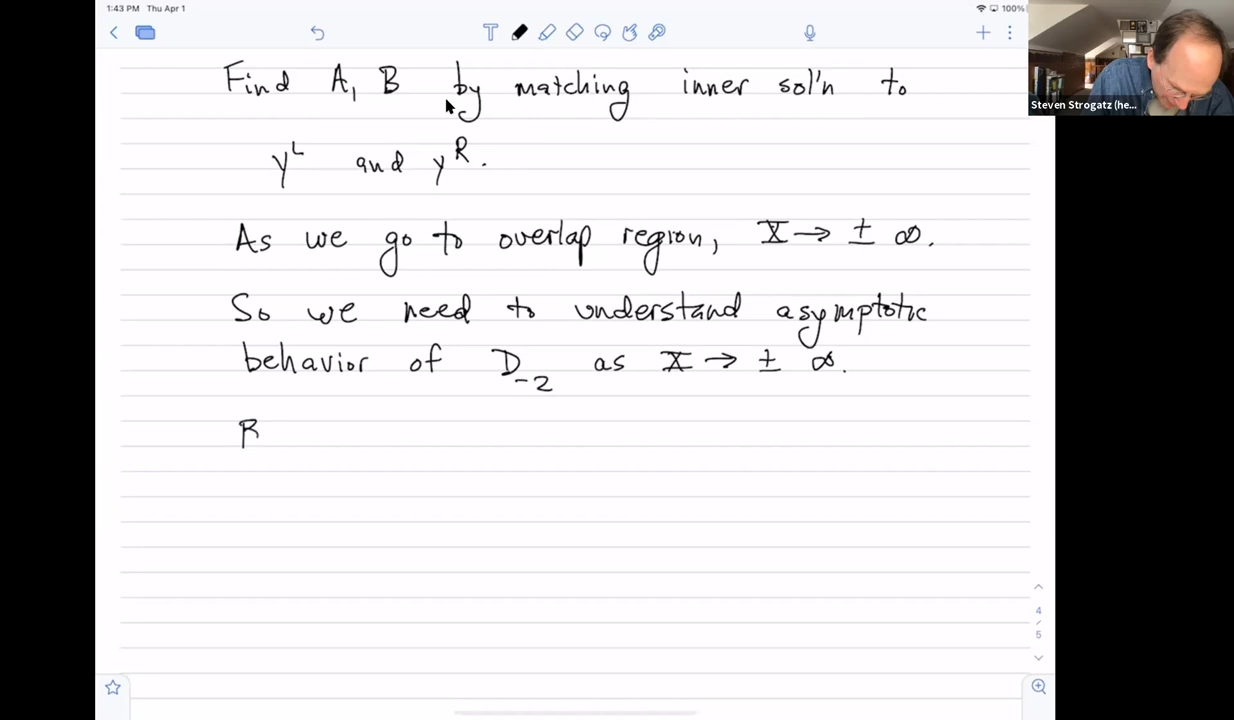 1:43 PM Thu Apr 1
100%
Steven Strogatz (he...
Find A, B by matching inner sol'n to
y^L and y^R.
As we go to overlap region, X → ± ∞.
So we need to understand asymptotic
behavior of D_-2 as X → ± ∞.
R
4
/
5